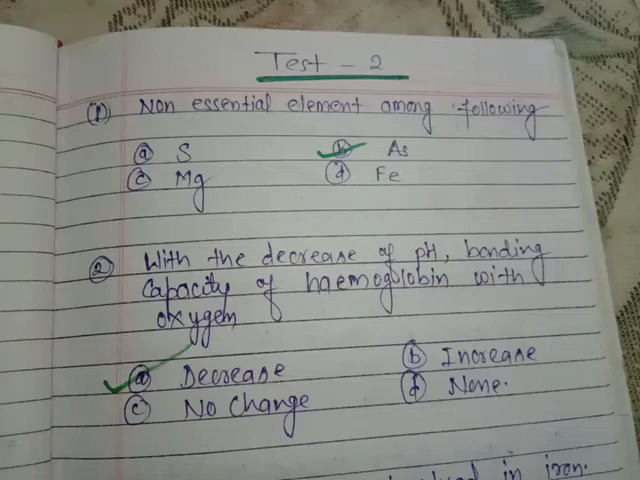 Test - 2
(1) Non essential element among following
(a) S (b) As
(c) Mg (d) Fe
(2) With the decrease of pH, bonding
capacity of haemoglobin with
oxygem
(a) Decrease (b) Increase
(c) No Change (d) None.
in iron.